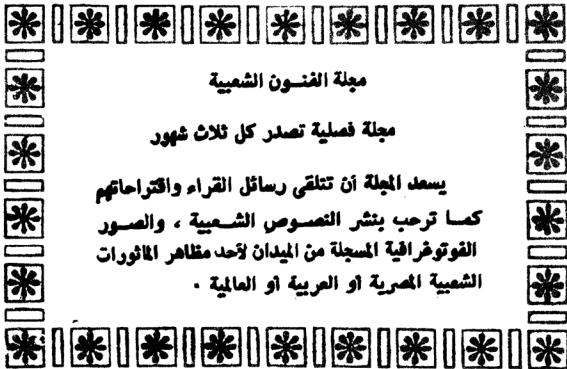 مجلة الفنون الشعبية
مجلة فصلية تصدر كل ثلاث شهور
يسعد المجلة أن تتلقى رسائل القراء واقتراحاتهم
كما ترحب بنشر النصوص الشعبية ، والصور
الفوتوغرافية المسجلة من الميدان لأحد مظاهر المأثورات
الشعبية المصرية أو العربية أو العالمية .